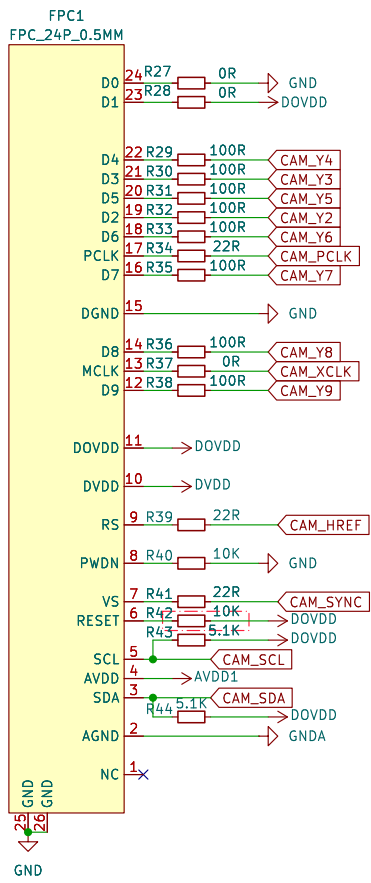 FPC1
FPC_24P_0.5MM
D0 24 R27 0R GND
D1 23 R28 0R DOVDD
D4 22 R29 100R CAM_Y4
D3 21 R30 100R CAM_Y3
D5 20 R31 100R CAM_Y5
D2 19 R32 100R CAM_Y2
D6 18 R33 100R CAM_Y6
PCLK 17 R34 22R CAM_PCLK
D7 16 R35 100R CAM_Y7
DGND 15 GND
D8 14 R36 100R CAM_Y8
MCLK 13 R37 0R CAM_XCLK
D9 12 R38 100R CAM_Y9
DOVDD 11 DOVDD
DVDD 10 DVDD
RS 9 R39 22R CAM_HREF
PWDN 8 R40 10K GND
VS 7 R41 22R CAM_SYNC
RESET 6 R42 10K DOVDD
R43 5.1K DOVDD
SCL 5 CAM_SCL
AVDD 4 AVDD1
SDA 3 CAM_SDA
R44 5.1K DOVDD
AGND 2 GNDA
NC 1
GND GND
25 26
GND